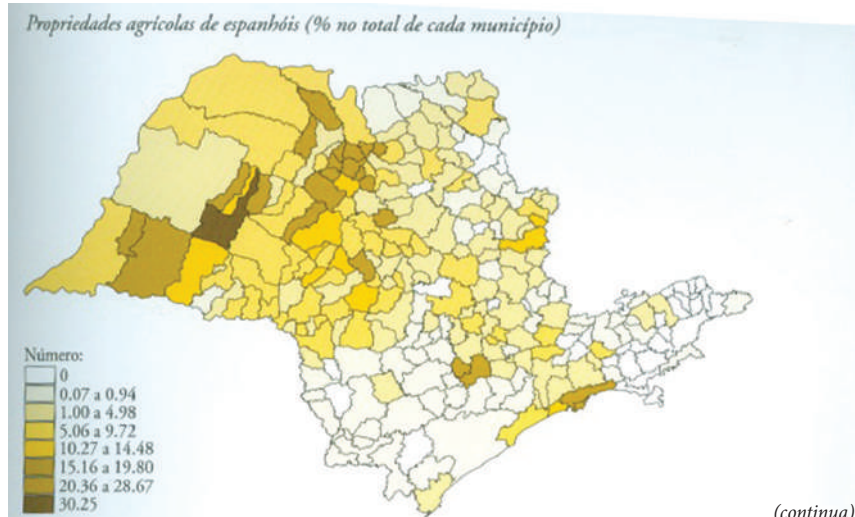 Propriedades agrícolas de espanhóis (% no total de cada município)
Número:
0
0.07 a 0.94
1.00 a 4.98
5.06 a 9.72
10.27 a 14.48
15.16 a 19.80
20.36 a 28.67
30.25
(continua)